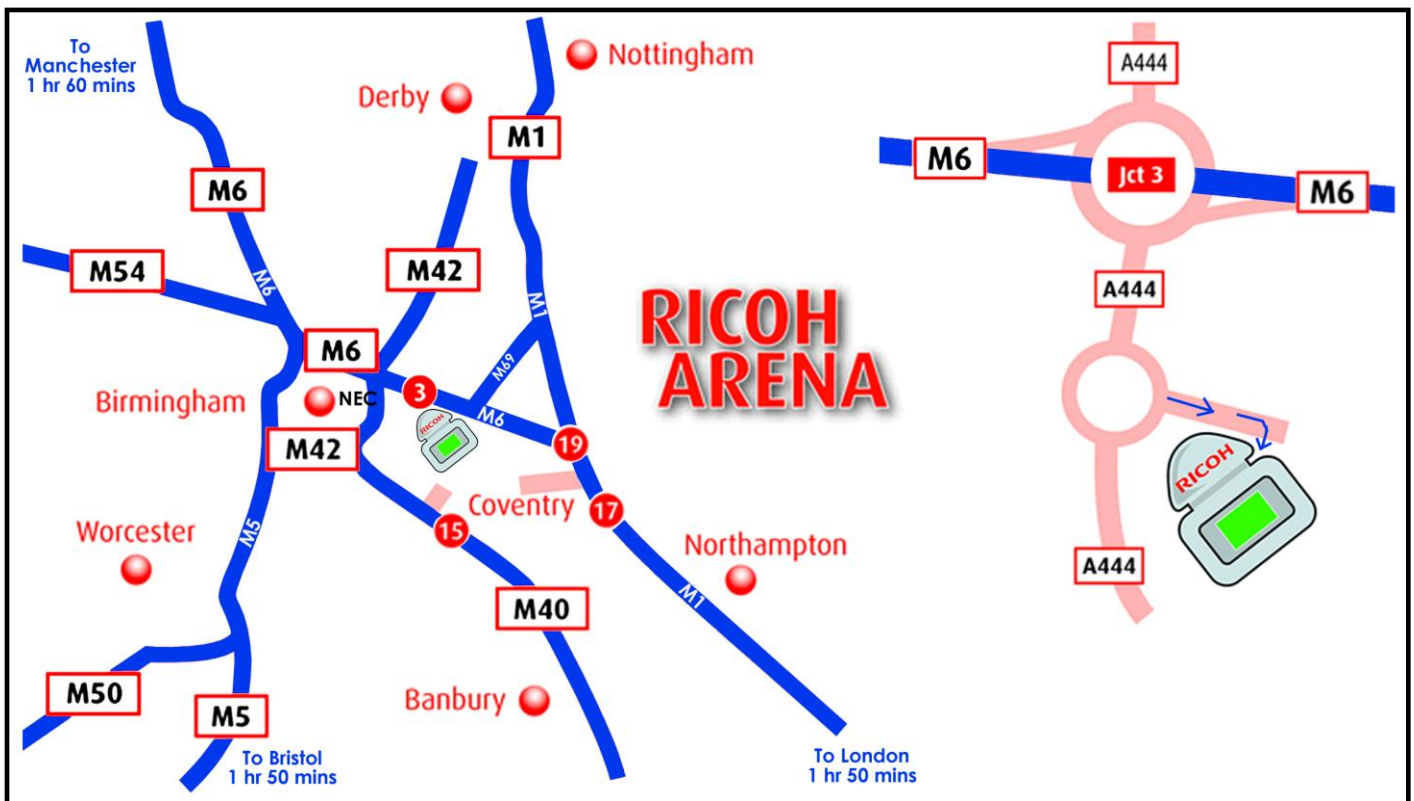 To
Manchester
1 hr 60 mins
Nottingham
Derby
M1
M6
M54
M6
M42
M1
M6
M69
3
NEC
Birmingham
RICOH
M6
M42
19
Coventry
17
15
Worcester
M5
Northampton
M1
M40
M50
M5
Banbury
To Bristol
1 hr 50 mins
To London
1 hr 50 mins
RICOH
ARENA
A444
M6
Jct 3
M6
A444
RICOH
A444